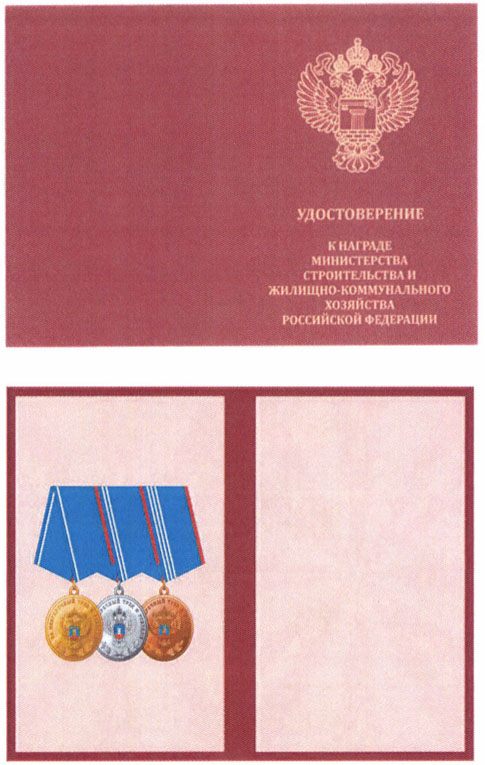 УДОСТОВЕРЕНИЕ
К НАГРАДЕ
МИНИСТЕРСТВА
СТРОИТЕЛЬСТВА И
ЖИЛИЩНО-КОММУНАЛЬНОГО
ХОЗЯЙСТВА
РОССИЙСКОЙ ФЕДЕРАЦИИ